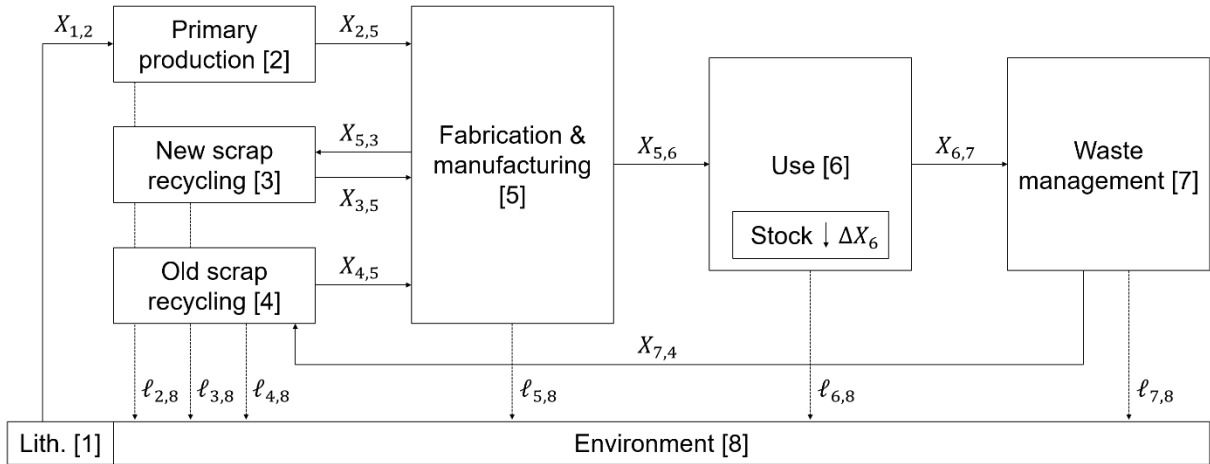 X1,2
Primary
production [2]
X2,5
New scrap
recycling [3]
X5,3
X3,5
Old scrap
recycling [4]
X4,5
Fabrication &
manufacturing
[5]
X5,6
Use [6]
Stock ↓ ΔX6
X6,7
Waste
management [7]
X7,4
ℓ2,8
ℓ3,8
ℓ4,8
ℓ5,8
ℓ6,8
ℓ7,8
Lith. [1]
Environment [8]